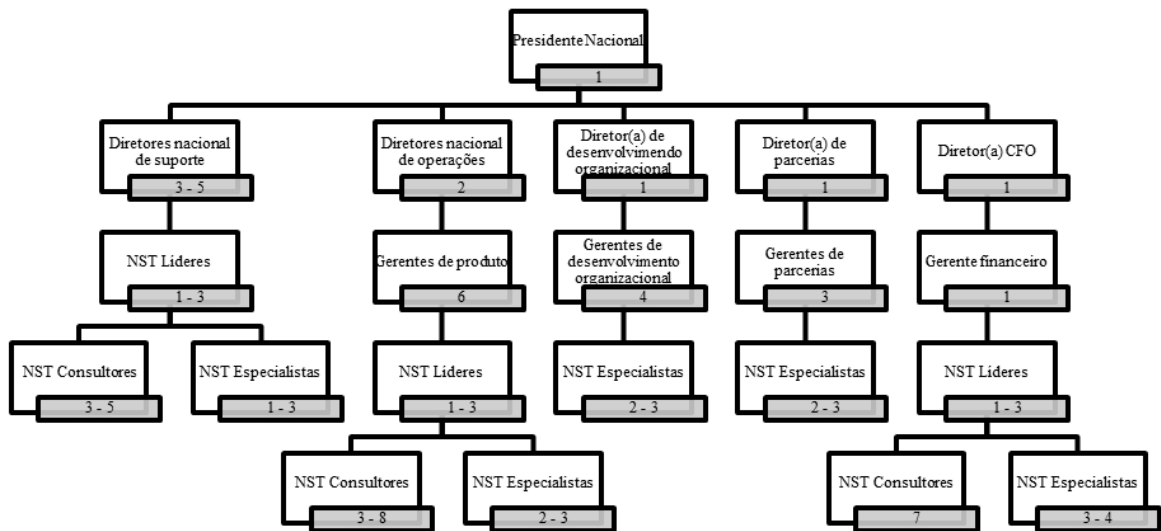 Presidente Nacional
1
Diretores nacional
de suporte
3 - 5
Diretores nacional
de operações
2
Diretor(a) de
desenvolvimendo
organizacional
1
Diretor(a) de
parcerias
1
Diretor(a) CFO
1
NST Lideres
1 - 3
Gerentes de produto
6
Gerentes de
desenvolvimento
organizacional
4
Gerentes de
parcerias
3
Gerente financeiro
1
NST Consultores
3 - 5
NST Especialistas
1 - 3
NST Lideres
1 - 3
NST Especialistas
2 - 3
NST Especialistas
2 - 3
NST Lideres
1 - 3
NST Consultores
3 - 8
NST Especialistas
2 - 3
NST Consultores
7
NST Especialistas
3 - 4